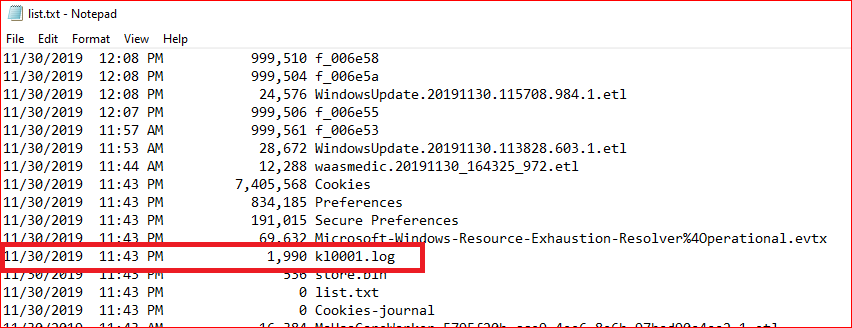 list.txt - Notepad
File Edit Format View Help
11/30/2019 12:08 PM 999,510 f_006e58
11/30/2019 12:08 PM 999,504 f_006e5a
11/30/2019 12:08 PM 24,576 WindowsUpdate.20191130.115708.984.1.etl
11/30/2019 12:07 PM 999,506 f_006e55
11/30/2019 11:57 AM 999,561 f_006e53
11/30/2019 11:53 AM 28,672 WindowsUpdate.20191130.113828.603.1.etl
11/30/2019 11:44 AM 12,288 waasmedic.20191130_164325_972.etl
11/30/2019 11:43 PM 7,405,568 Cookies
11/30/2019 11:43 PM 834,185 Preferences
11/30/2019 11:43 PM 191,015 Secure Preferences
11/30/2019 11:43 PM 69,632 Microsoft-Windows-Resource-Exhaustion-Resolver%4Operational.evtx
11/30/2019 11:43 PM 1,990 kl0001.log
11/30/2019 11:43 PM 556 store.bin
11/30/2019 11:43 PM 0 list.txt
11/30/2019 11:43 PM 0 Cookies-journal
11/30/2019 11:43 PM 16,384